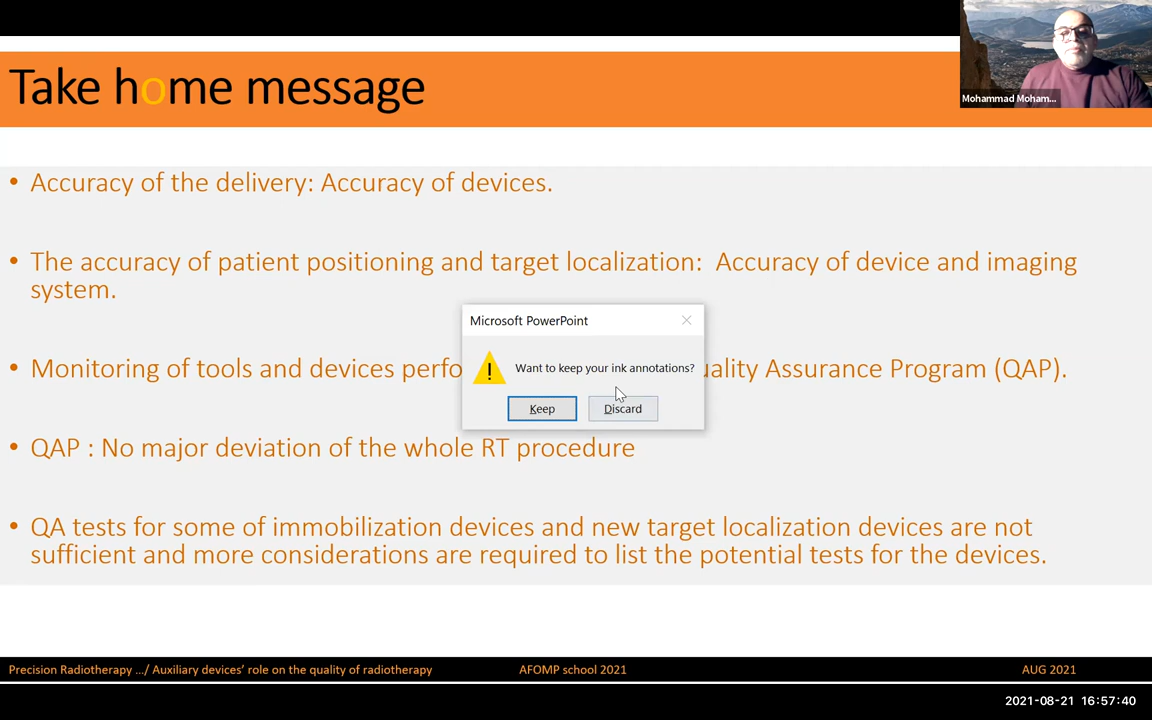 Take home message
Mohammad Moham...
• Accuracy of the delivery: Accuracy of devices.
• The accuracy of patient positioning and target localization:  Accuracy of device and imaging
system.
Microsoft PowerPoint
• Monitoring of tools and devices perfo
Want to keep your ink annotations?
uality Assurance Program (QAP).
Keep
Discard
• QAP : No major deviation of the whole RT procedure
• QA tests for some of immobilization devices and new target localization devices are not
sufficient and more considerations are required to list the potential tests for the devices.
Precision Radiotherapy .../ Auxiliary devices’ role on the quality of radiotherapy
AFOMP school 2021
AUG 2021
2021-08-21 16:57:40